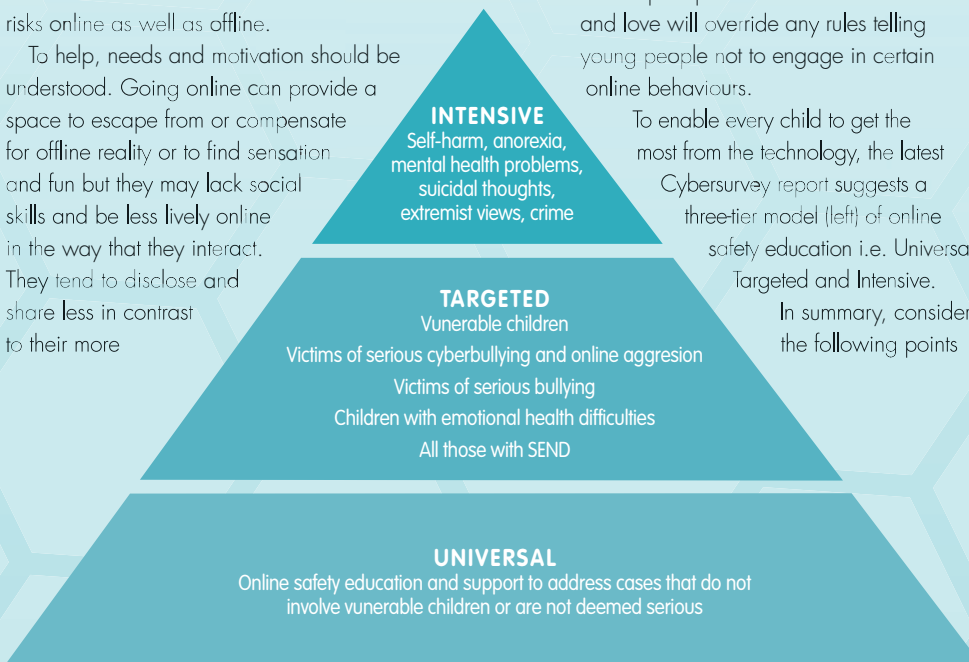 risks online as well as offline.
To help, needs and motivation should be
understood. Going online can provide a
space to escape from or compensate
for offline reality or to find sensation
and fun but they may lack social
skills and be less lively online
in the way that they interact.
They tend to disclose and
share less in contrast
to their more
INTENSIVE
Self-harm, anorexia,
mental health problems,
suicidal thoughts,
extremist views, crime
TARGETED
Vunerable children
Victims of serious cyberbullying and online aggresion
Victims of serious bullying
Children with emotional health difficulties
All those with SEND
UNIVERSAL
Online safety education and support to address cases that do not
involve vunerable children or are not deemed serious
and love will override any rules telling
young people not to engage in certain
online behaviours.
To enable every child to get the
most from the technology, the latest
Cybersurvey report suggests a
three-tier model (left) of online
safety education i.e. Universa
Targeted and Intensive.
In summary, consider
the following points